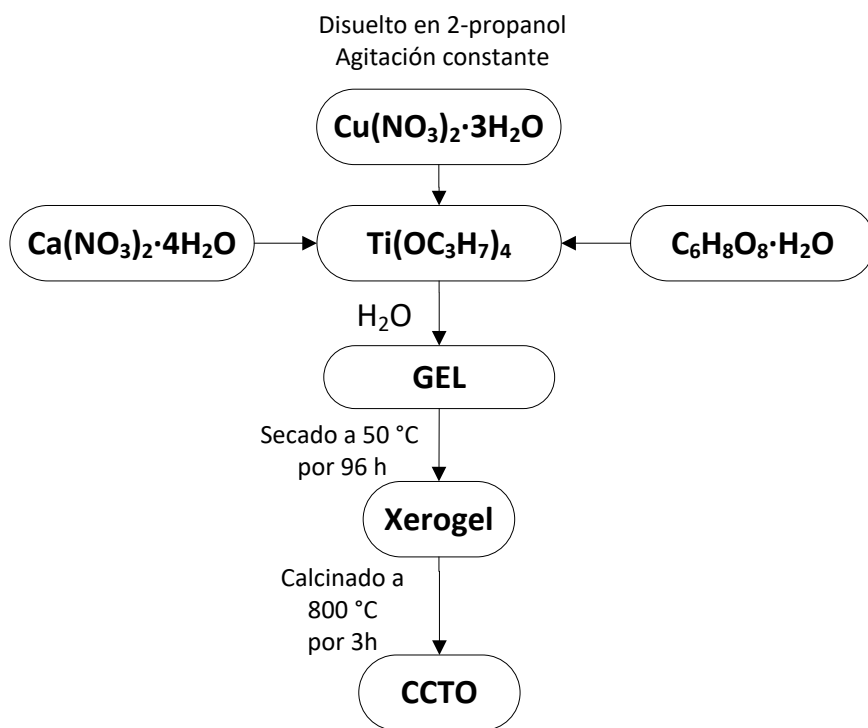 Disuelto en 2-propanol
Agitación constante
Cu(NO₃)₂·3H₂O
Ca(NO₃)₂·4H₂O
Ti(OC₃H₇)₄
C₆H₈O₈·H₂O
H₂O
GEL
Secado a 50 °C
por 96 h
Xerogel
Calcinado a
800 °C
por 3h
CCTO